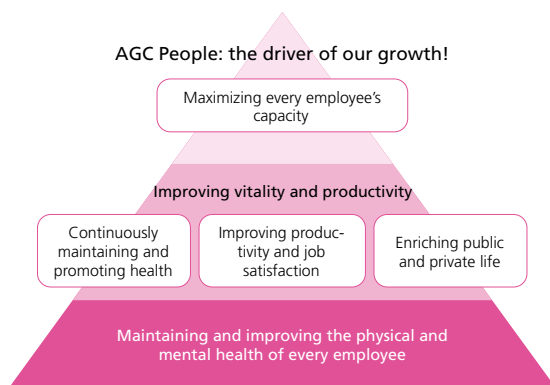 AGC People: the driver of our growth!
Maximizing every employee's
capacity
Improving vitality and productivity
Continuously
maintaining and
promoting health
Improving produc-
tivity and job
satisfaction
Enriching public
and private life
Maintaining and improving the physical and
mental health of every employee